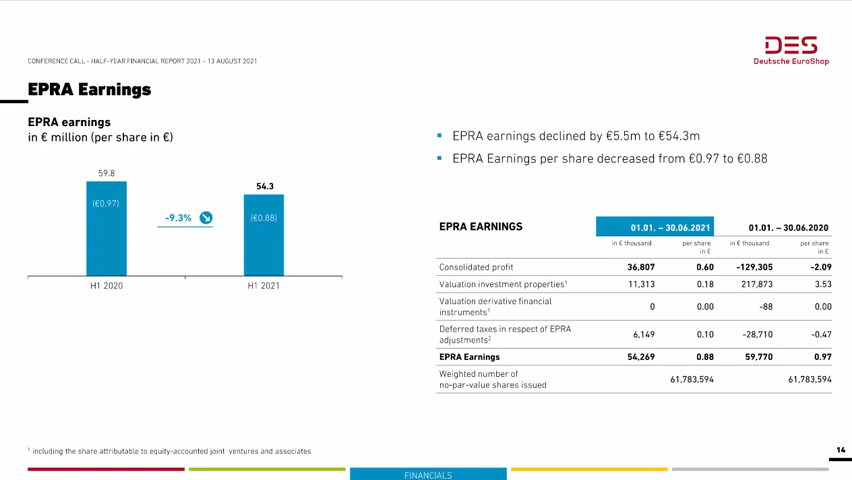 DES
Deutsche EuroShop
CONFERENCE CALL - HALF-YEAR FINANCIAL REPORT 2021 – 13 AUGUST 2021
EPRA Earnings
EPRA earnings
in € million (per share in €)
59.8
(€0.97)
-9.3%
54.3
(€0.88)
H1 2020
H1 2021
▪ EPRA earnings declined by €5.5m to €54.3m
▪ EPRA Earnings per share decreased from €0.97 to €0.88
EPRA EARNINGS 01.01. – 30.06.2021 01.01. – 30.06.2020
in € thousand per share in € in € thousand per share in €
Consolidated profit 36,807 0.60 -129,305 -2.09
Valuation investment properties¹ 11,313 0.18 217,873 3.53
Valuation derivative financial
instruments¹ 0 0.00 -88 0.00
Deferred taxes in respect of EPRA
adjustments² 6,149 0.10 -28,710 -0.47
EPRA Earnings 54,269 0.88 59,770 0.97
Weighted number of
no-par-value shares issued 61,783,594 61,783,594
¹ including the share attributable to equity-accounted joint ventures and associates
14
FINANCIALS